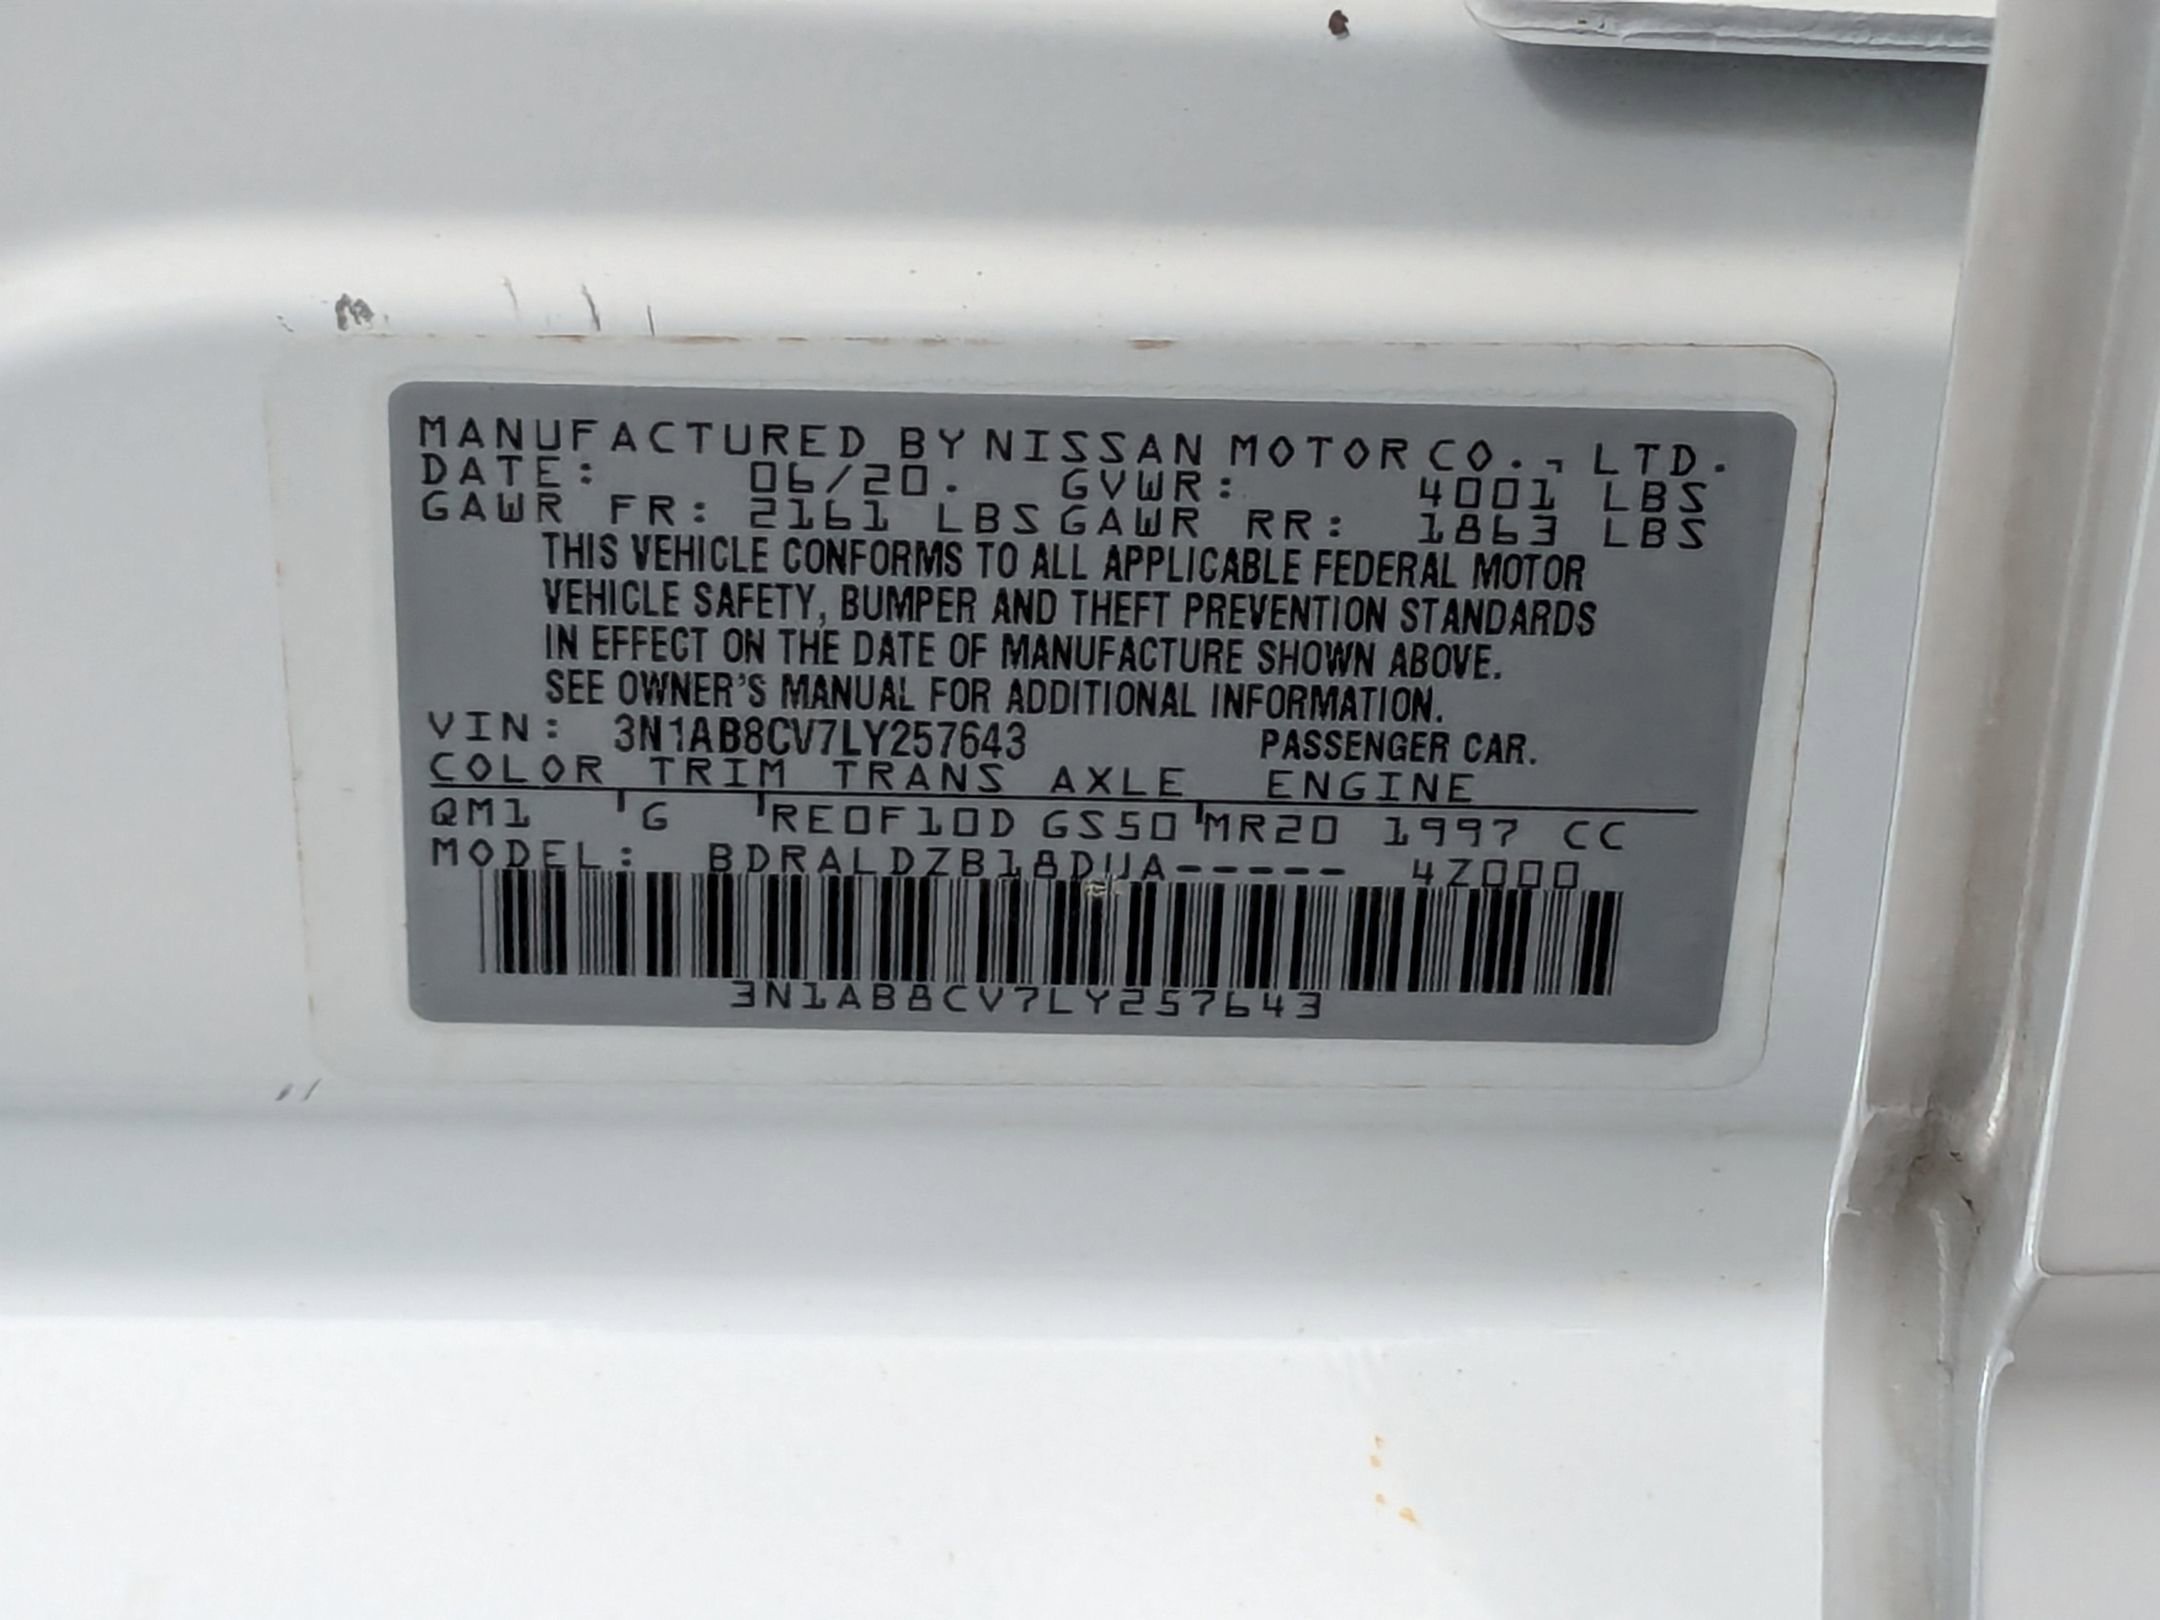 MANUFACTURED BY NISSAN MOTOR CO., LTD.
DATE: 06/20. GVWR: 4001 LBS
GAWR FR: 2161 LBS GAWR RR: 1863 LBS
THIS VEHICLE CONFORMS TO ALL APPLICABLE FEDERAL MOTOR
VEHICLE SAFETY, BUMPER AND THEFT PREVENTION STANDARDS
IN EFFECT ON THE DATE OF MANUFACTURE SHOWN ABOVE.
SEE OWNER'S MANUAL FOR ADDITIONAL INFORMATION.
VIN: 3N1AB8CV7LY257643 PASSENGER CAR.
COLOR TRIM TRANS AXLE ENGINE
QM1 G RE0F10D GS50 MR20 1997 CC
MODEL: BDRALDZB18DUA----- 4Z000
3N1AB8CV7LY257643